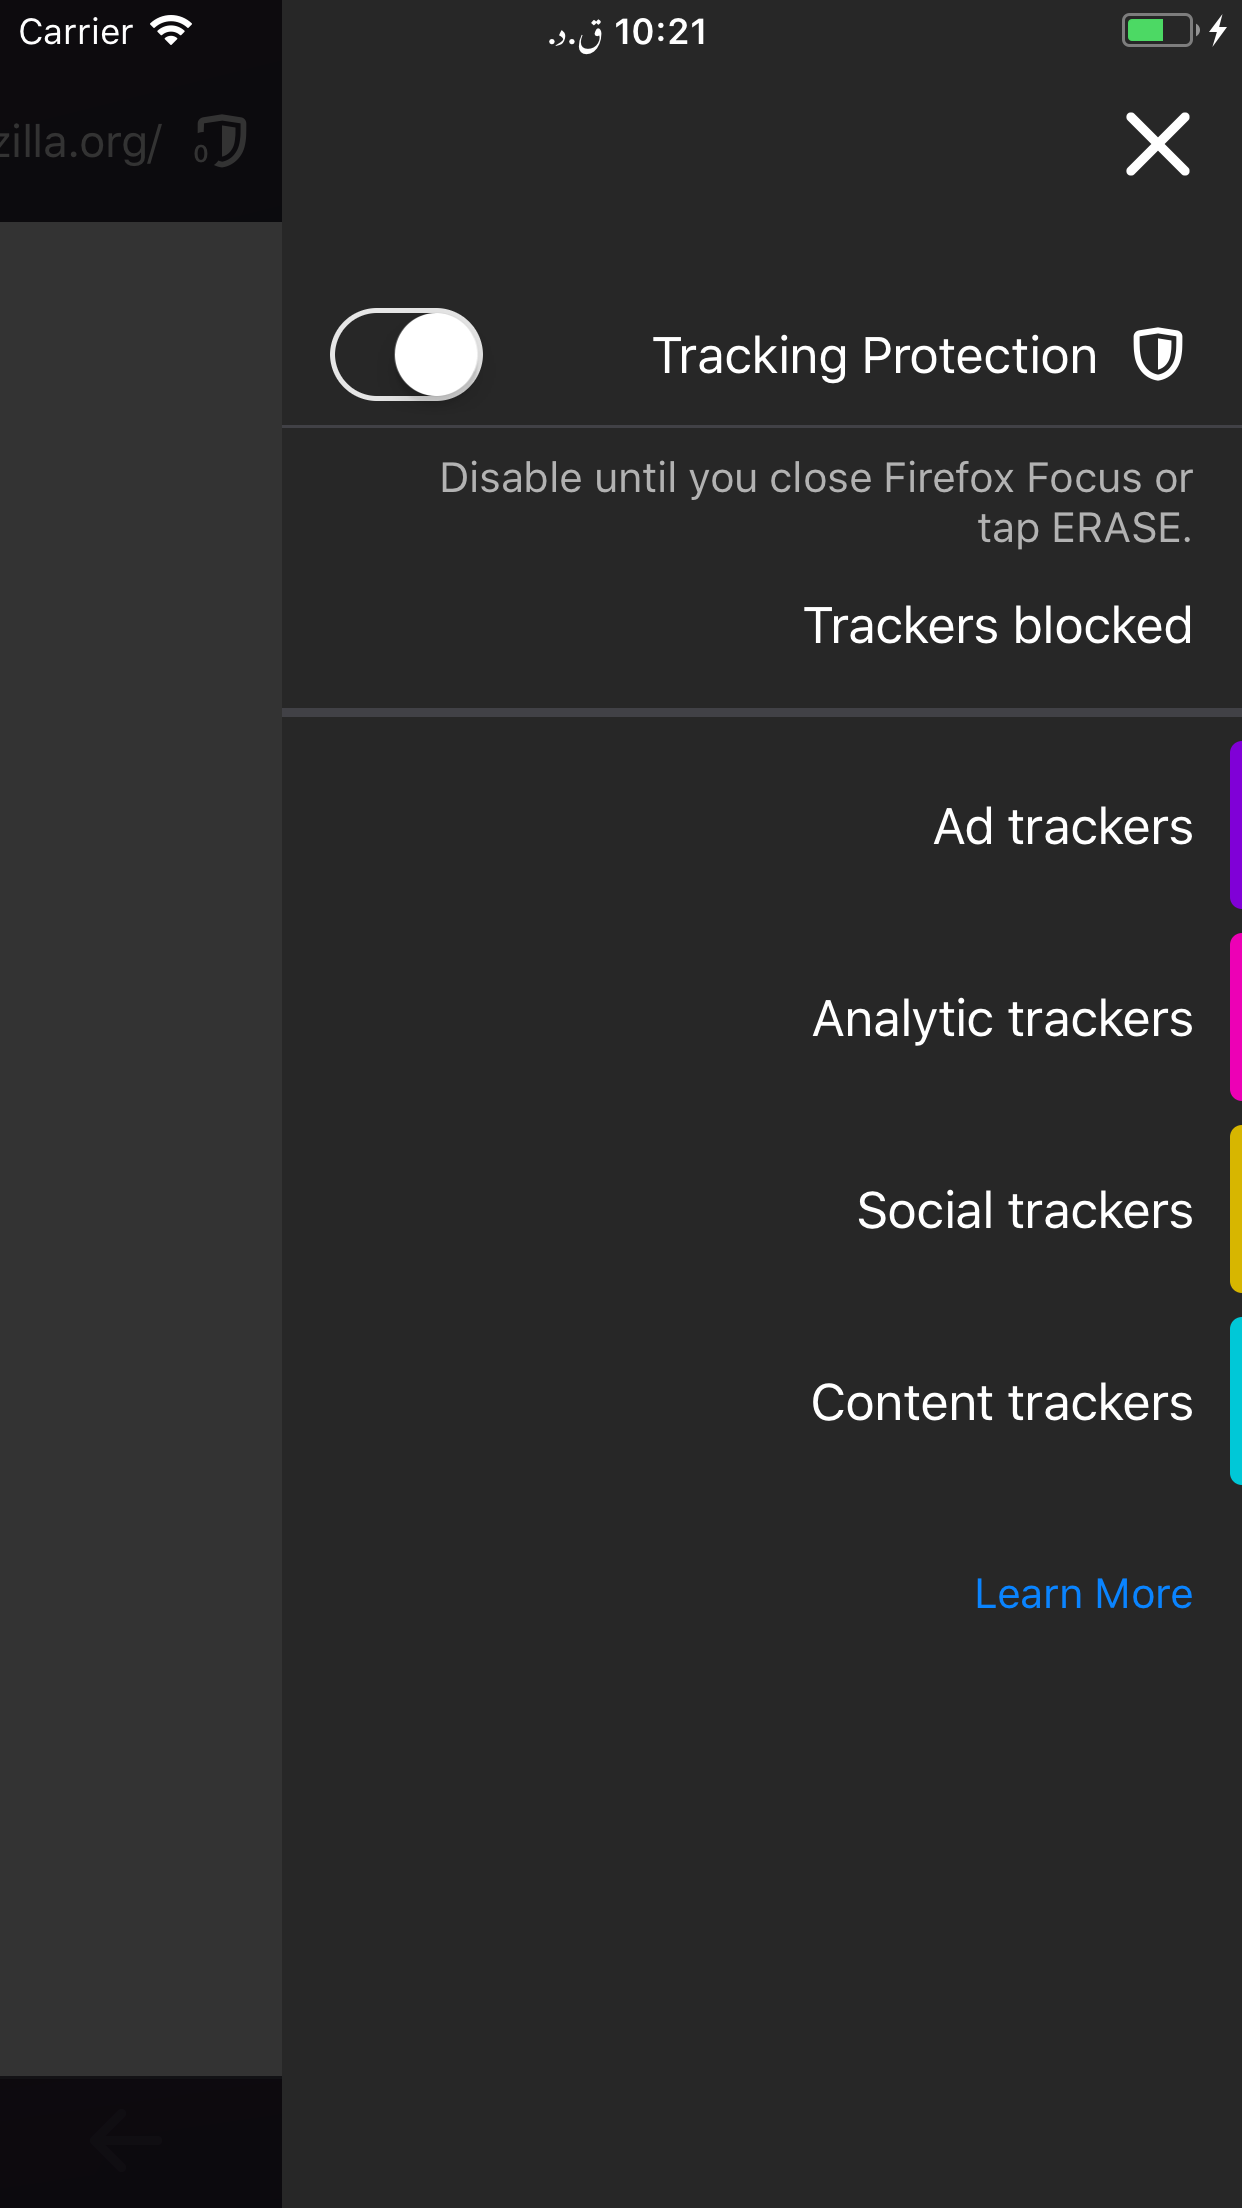 Carrier 10:21 ق.د.
zilla.org/ 0
Tracking Protection
Disable until you close Firefox Focus or
tap ERASE.
Trackers blocked
Ad trackers
Analytic trackers
Social trackers
Content trackers
Learn More